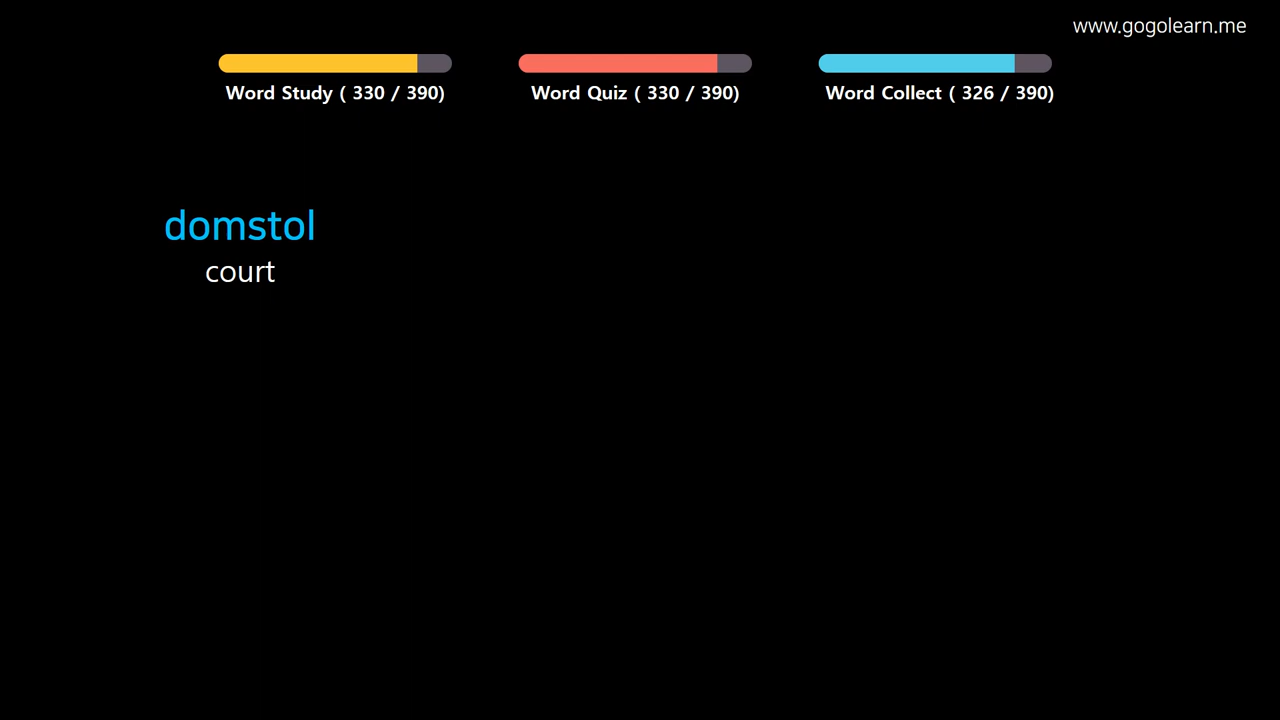 www.gogolearn.me
Word Study ( 330 / 390)
Word Quiz ( 330 / 390)
Word Collect ( 326 / 390)
domstol
court